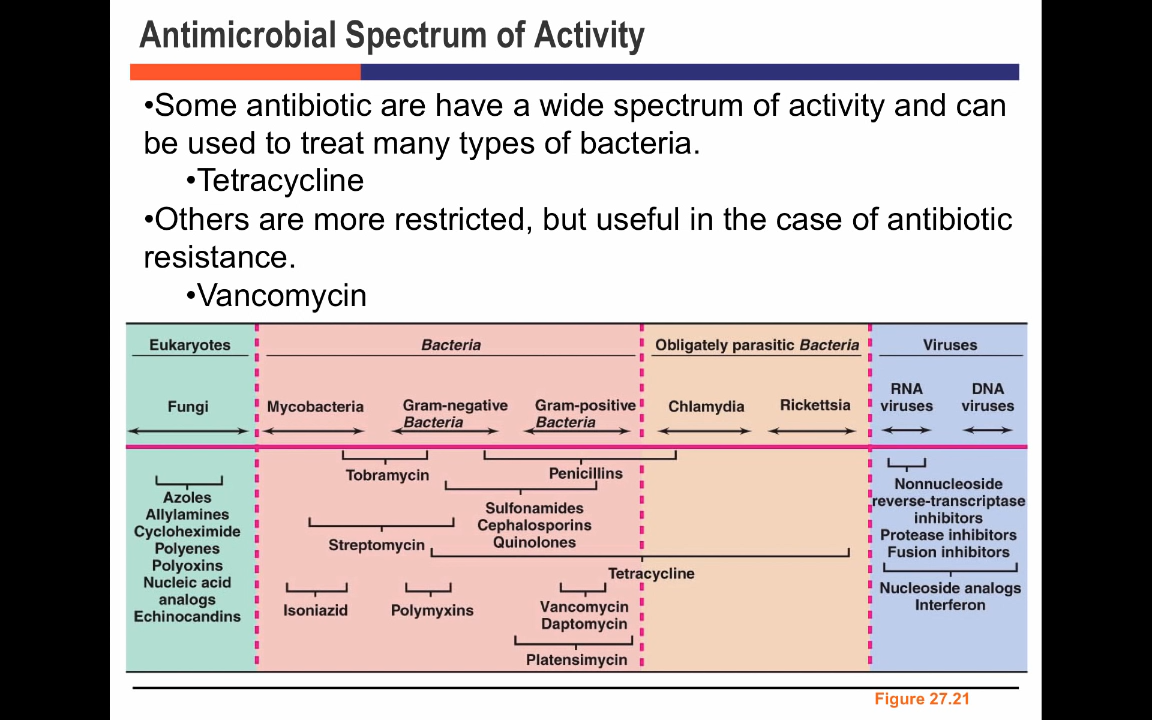 Antimicrobial Spectrum of Activity
•Some antibiotic are have a wide spectrum of activity and can
be used to treat many types of bacteria.
•Tetracycline
•Others are more restricted, but useful in the case of antibiotic
resistance.
•Vancomycin
Eukaryotes
Bacteria
Obligately parasitic Bacteria
Viruses
Fungi
Mycobacteria
Gram-negative
Bacteria
Gram-positive
Bacteria
Chlamydia
Rickettsia
RNA
viruses
DNA
viruses
Azoles
Allylamines
Cycloheximide
Polyenes
Polyoxins
Nucleic acid
analogs
Echinocandins
Tobramycin
Penicillins
Sulfonamides
Cephalosporins
Quinolones
Streptomycin
Tetracycline
Isoniazid
Polymyxins
Vancomycin
Daptomycin
Platensimycin
Nonnucleoside
reverse-transcriptase
inhibitors
Protease inhibitors
Fusion inhibitors
Nucleoside analogs
Interferon
Figure 27.21